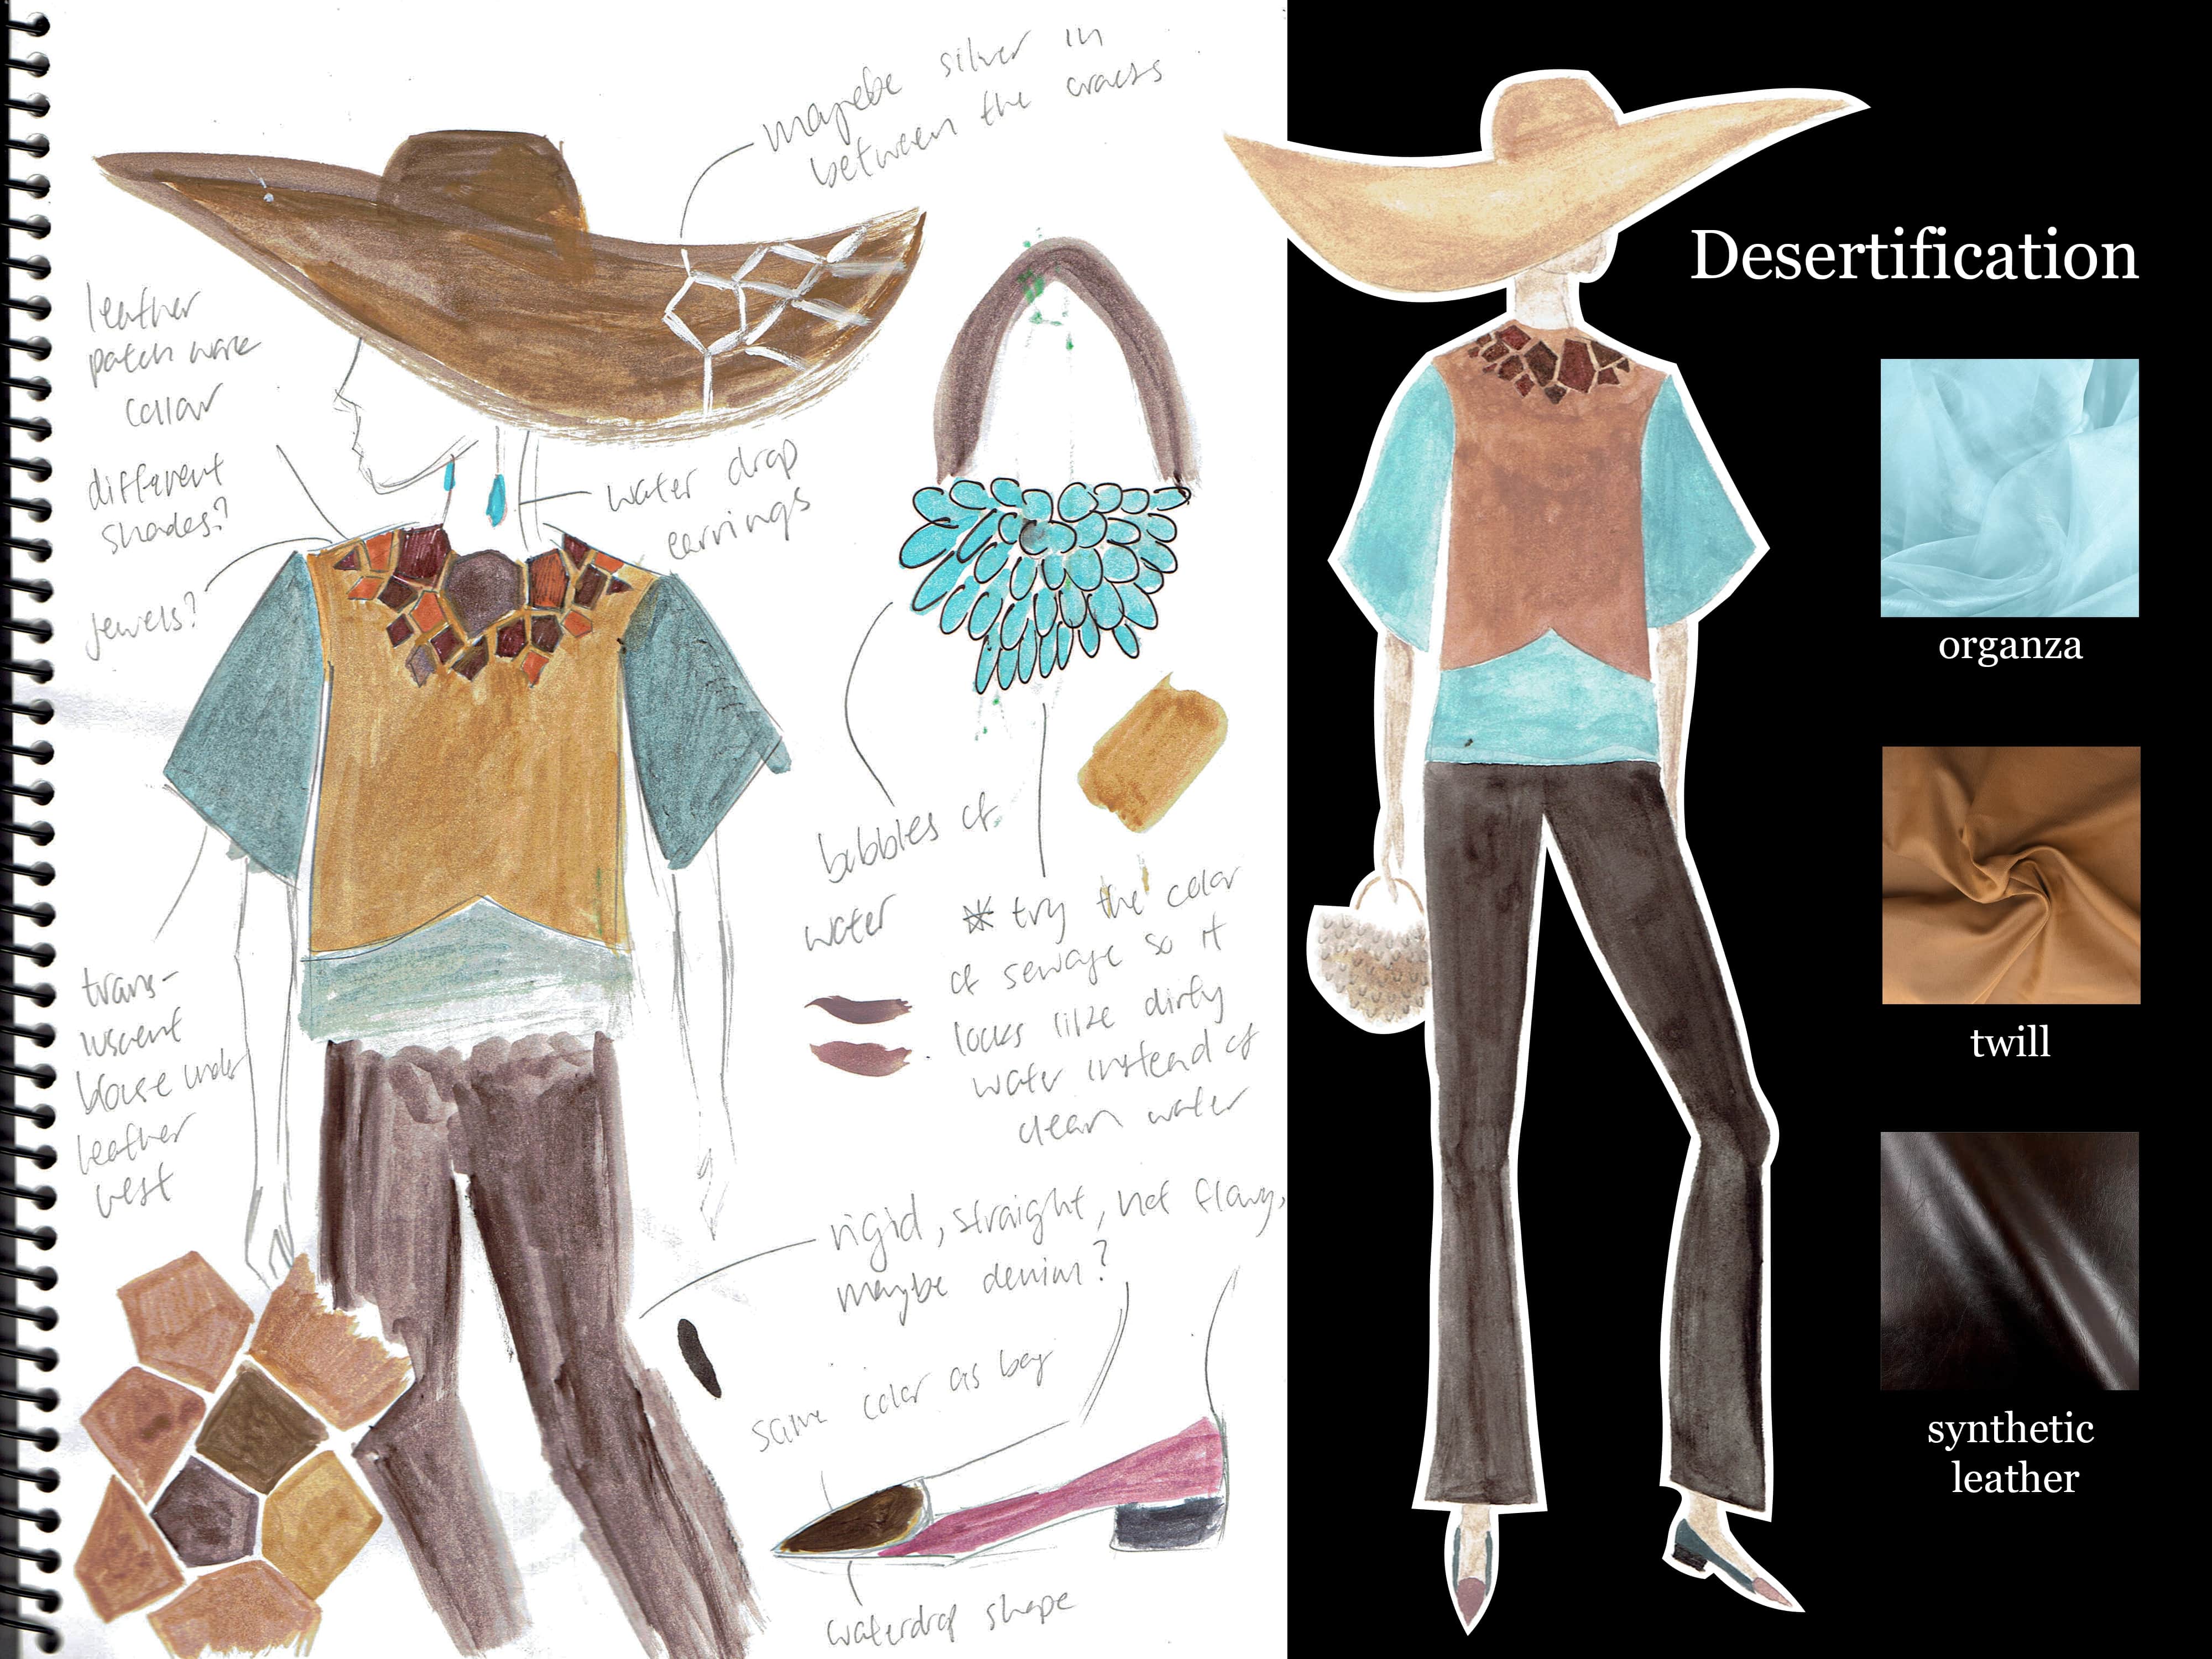 maybe silver in
between the cracks
leather
patch work
collar
different
shades?
jewels?
water drop
earrings
bubbles of
water
* try the color
of sewage so it
looks like dirty
water instead of
clean water
trans-
luscent
blouse under
leather
vest
rigid, straight, not flowy,
maybe denim?
same color as bag
waterdrop shape
Desertification
organza
twill
synthetic
leather